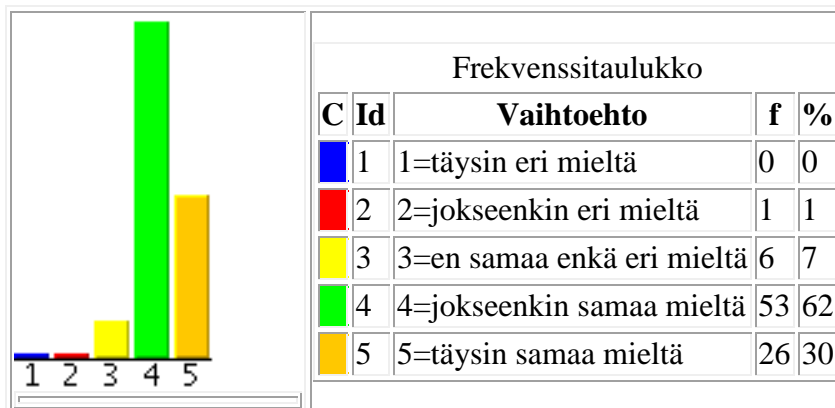 1 2 3 4 5
Frekvenssitaulukko
C Id Vaihtoehto f %
1 1=täysin eri mieltä 0 0
2 2=jokseenkin eri mieltä 1 1
3 3=en samaa enkä eri mieltä 6 7
4 4=jokseenkin samaa mieltä 53 62
5 5=täysin samaa mieltä 26 30